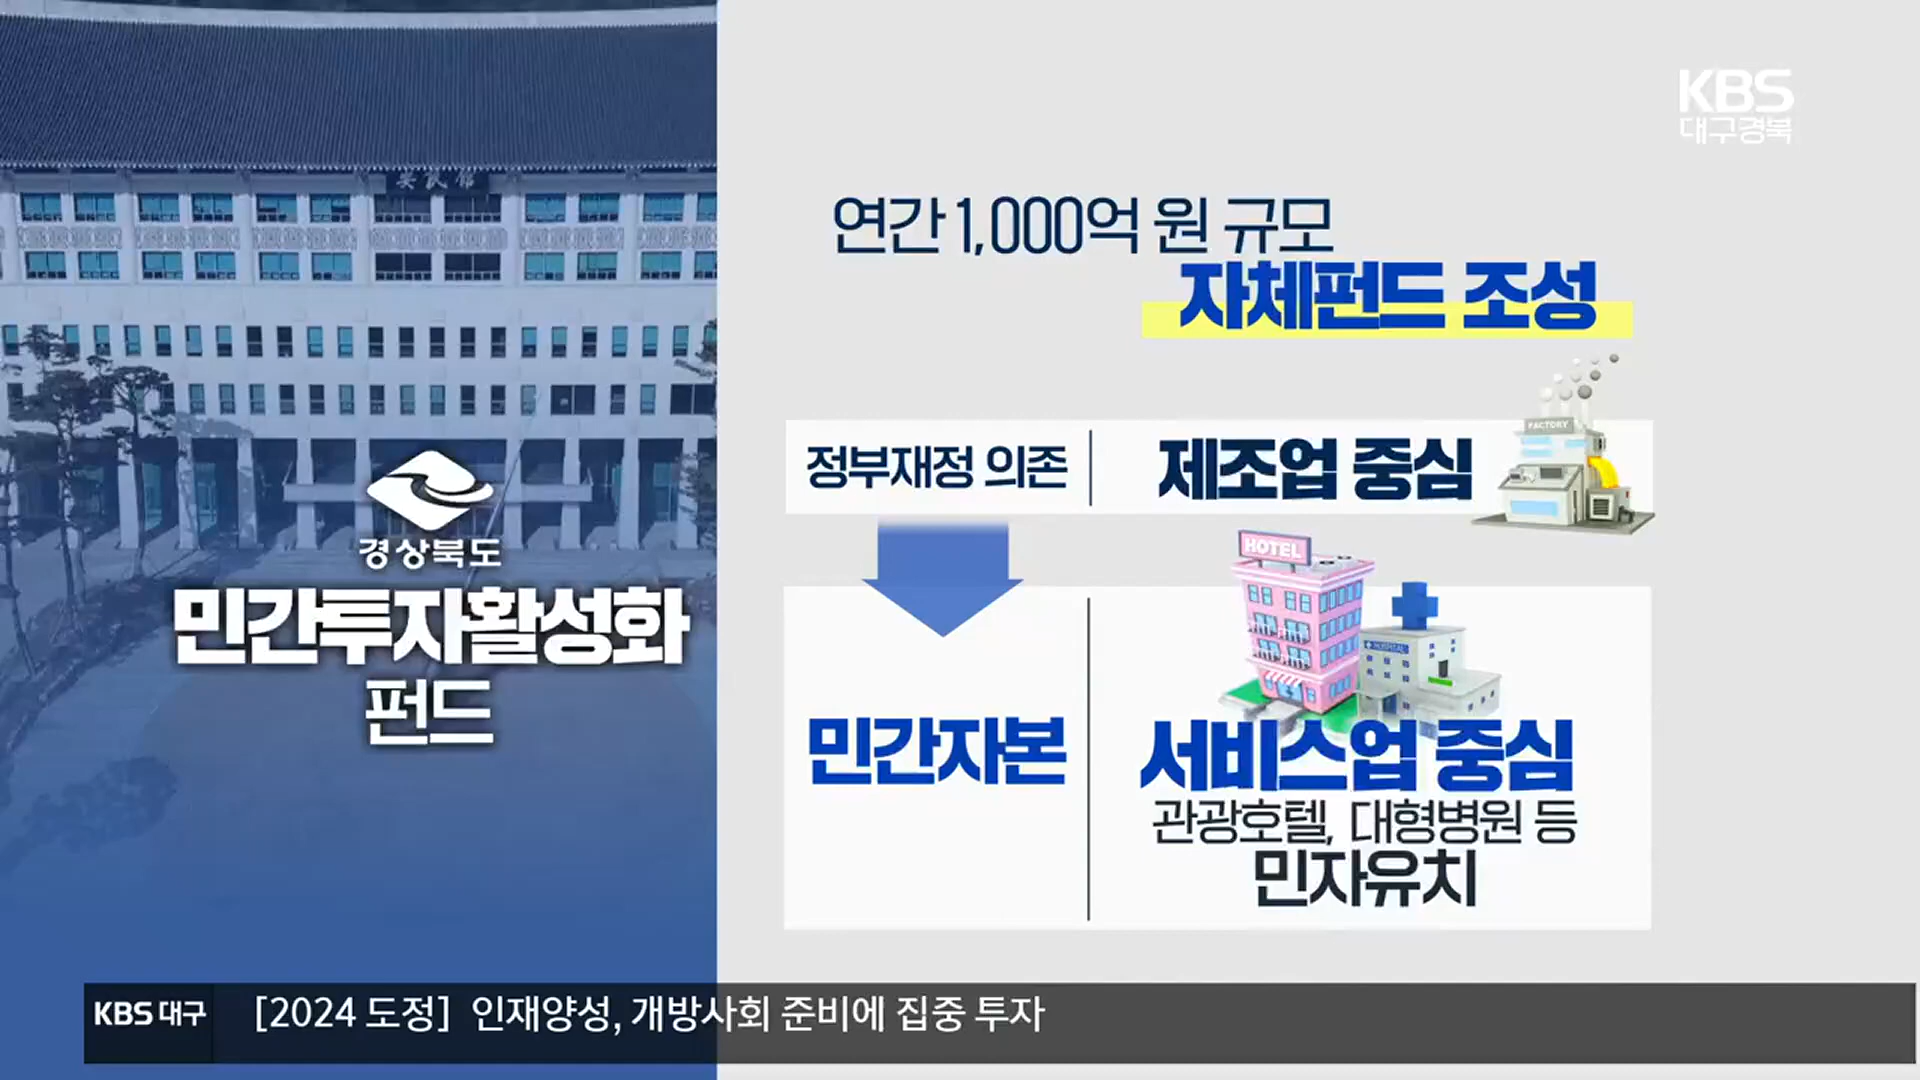 KBS
대구경북
연간 1,000억 원 규모
자체펀드 조성
정부재정 의존
제조업 중심
FACTORY
경상북도
민간투자활성화
펀드
HOTEL
HOSPITAL
민간자본
서비스업 중심
관광호텔, 대형병원 등
민자유치
KBS 대구
[2024 도정] 인재양성, 개방사회 준비에 집중 투자